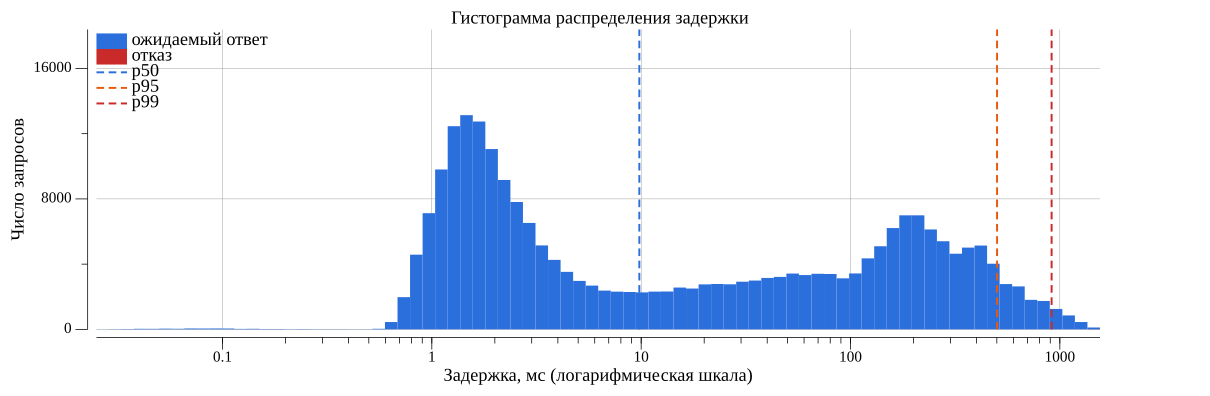 Гистограмма распределения задержки
ожидаемый ответ
отказ
p50
p95
p99
Число запросов
16000
8000
0
0.1 1 10 100 1000
Задержка, мс (логарифмическая шкала)